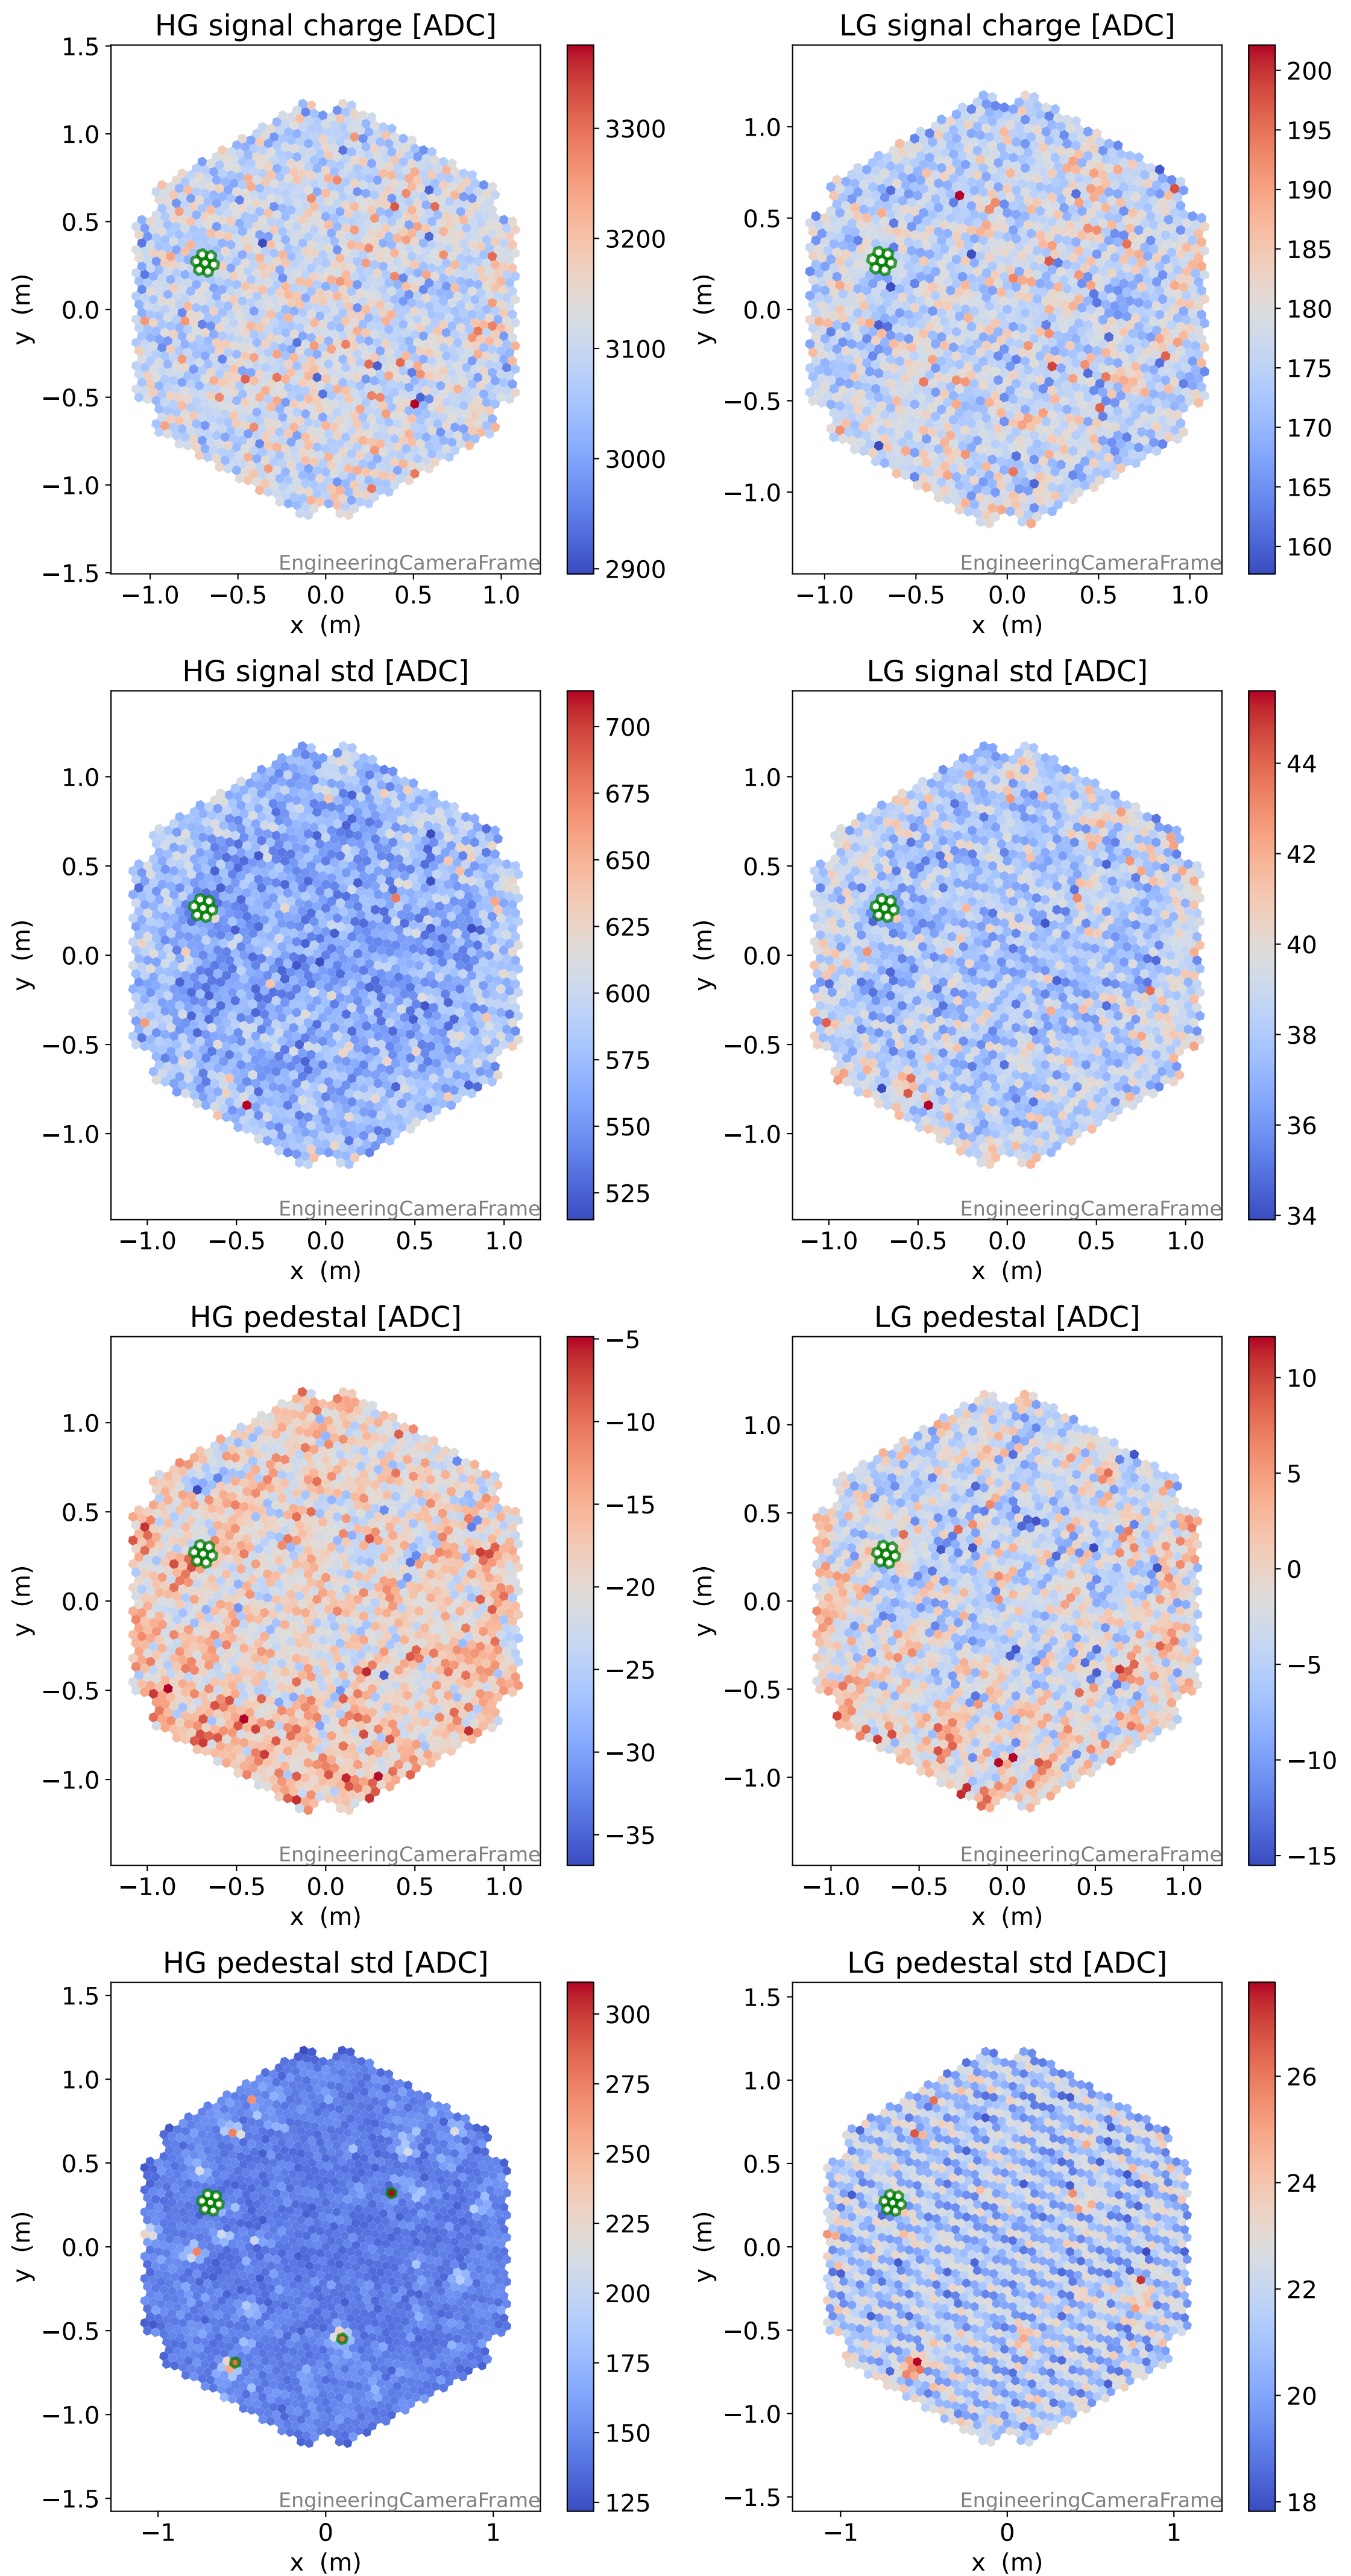 HG signal charge [ADC]
LG signal charge [ADC]
1.5
1.0
0.5
0.0
−0.5
−1.0
−1.5
y (m)
−1.0 −0.5 0.0 0.5 1.0
x (m)
EngineeringCameraFrame
3300
3200
3100
3000
2900
1.0
0.5
0.0
−0.5
−1.0
y (m)
−1.0 −0.5 0.0 0.5 1.0
x (m)
EngineeringCameraFrame
200
195
190
185
180
175
170
165
160
HG signal std [ADC]
LG signal std [ADC]
1.0
0.5
0.0
−0.5
−1.0
y (m)
−1.0 −0.5 0.0 0.5 1.0
x (m)
EngineeringCameraFrame
700
675
650
625
600
575
550
525
1.0
0.5
0.0
−0.5
−1.0
y (m)
−1.0 −0.5 0.0 0.5 1.0
x (m)
EngineeringCameraFrame
44
42
40
38
36
34
HG pedestal [ADC]
LG pedestal [ADC]
1.0
0.5
0.0
−0.5
−1.0
y (m)
−1.0 −0.5 0.0 0.5 1.0
x (m)
EngineeringCameraFrame
−5
−10
−15
−20
−25
−30
−35
1.0
0.5
0.0
−0.5
−1.0
y (m)
−1.0 −0.5 0.0 0.5 1.0
x (m)
EngineeringCameraFrame
10
5
0
−5
−10
−15
HG pedestal std [ADC]
LG pedestal std [ADC]
1.5
1.0
0.5
0.0
−0.5
−1.0
−1.5
y (m)
−1 0 1
x (m)
EngineeringCameraFrame
300
275
250
225
200
175
150
125
1.5
1.0
0.5
0.0
−0.5
−1.0
−1.5
y (m)
−1 0 1
x (m)
EngineeringCameraFrame
26
24
22
20
18